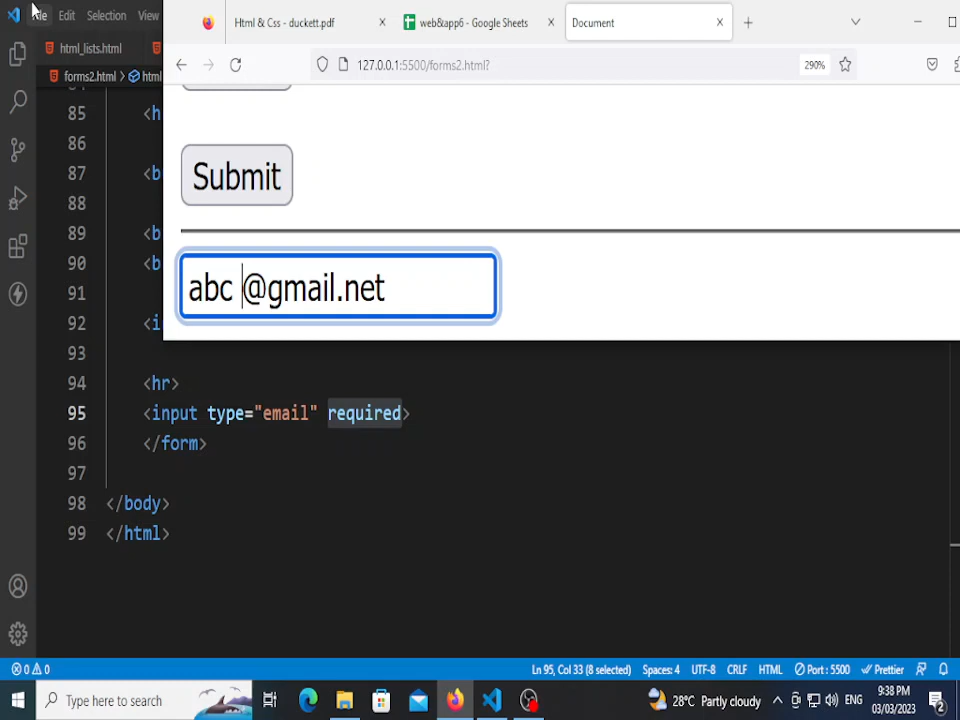 Edit Selection View
Html & Css - duckett.pdf
web&app6 - Google Sheets
Document
html_lists.html
127.0.0.1:5500/forms2.html?
290%
forms2.html > html
85 <h
86
87 <b
88
89 <b
90 <b
91
92 <i
93
94 <hr>
95 <input type="email" required>
96 </form>
97
98 </body>
99 </html>
Submit
abc @gmail.net
0 0
Ln 95, Col 33 (8 selected) Spaces: 4 UTF-8 CRLF HTML Port : 5500 Prettier
Type here to search
28°C Partly cloudy
ENG
9:38 PM
03/03/2023
2